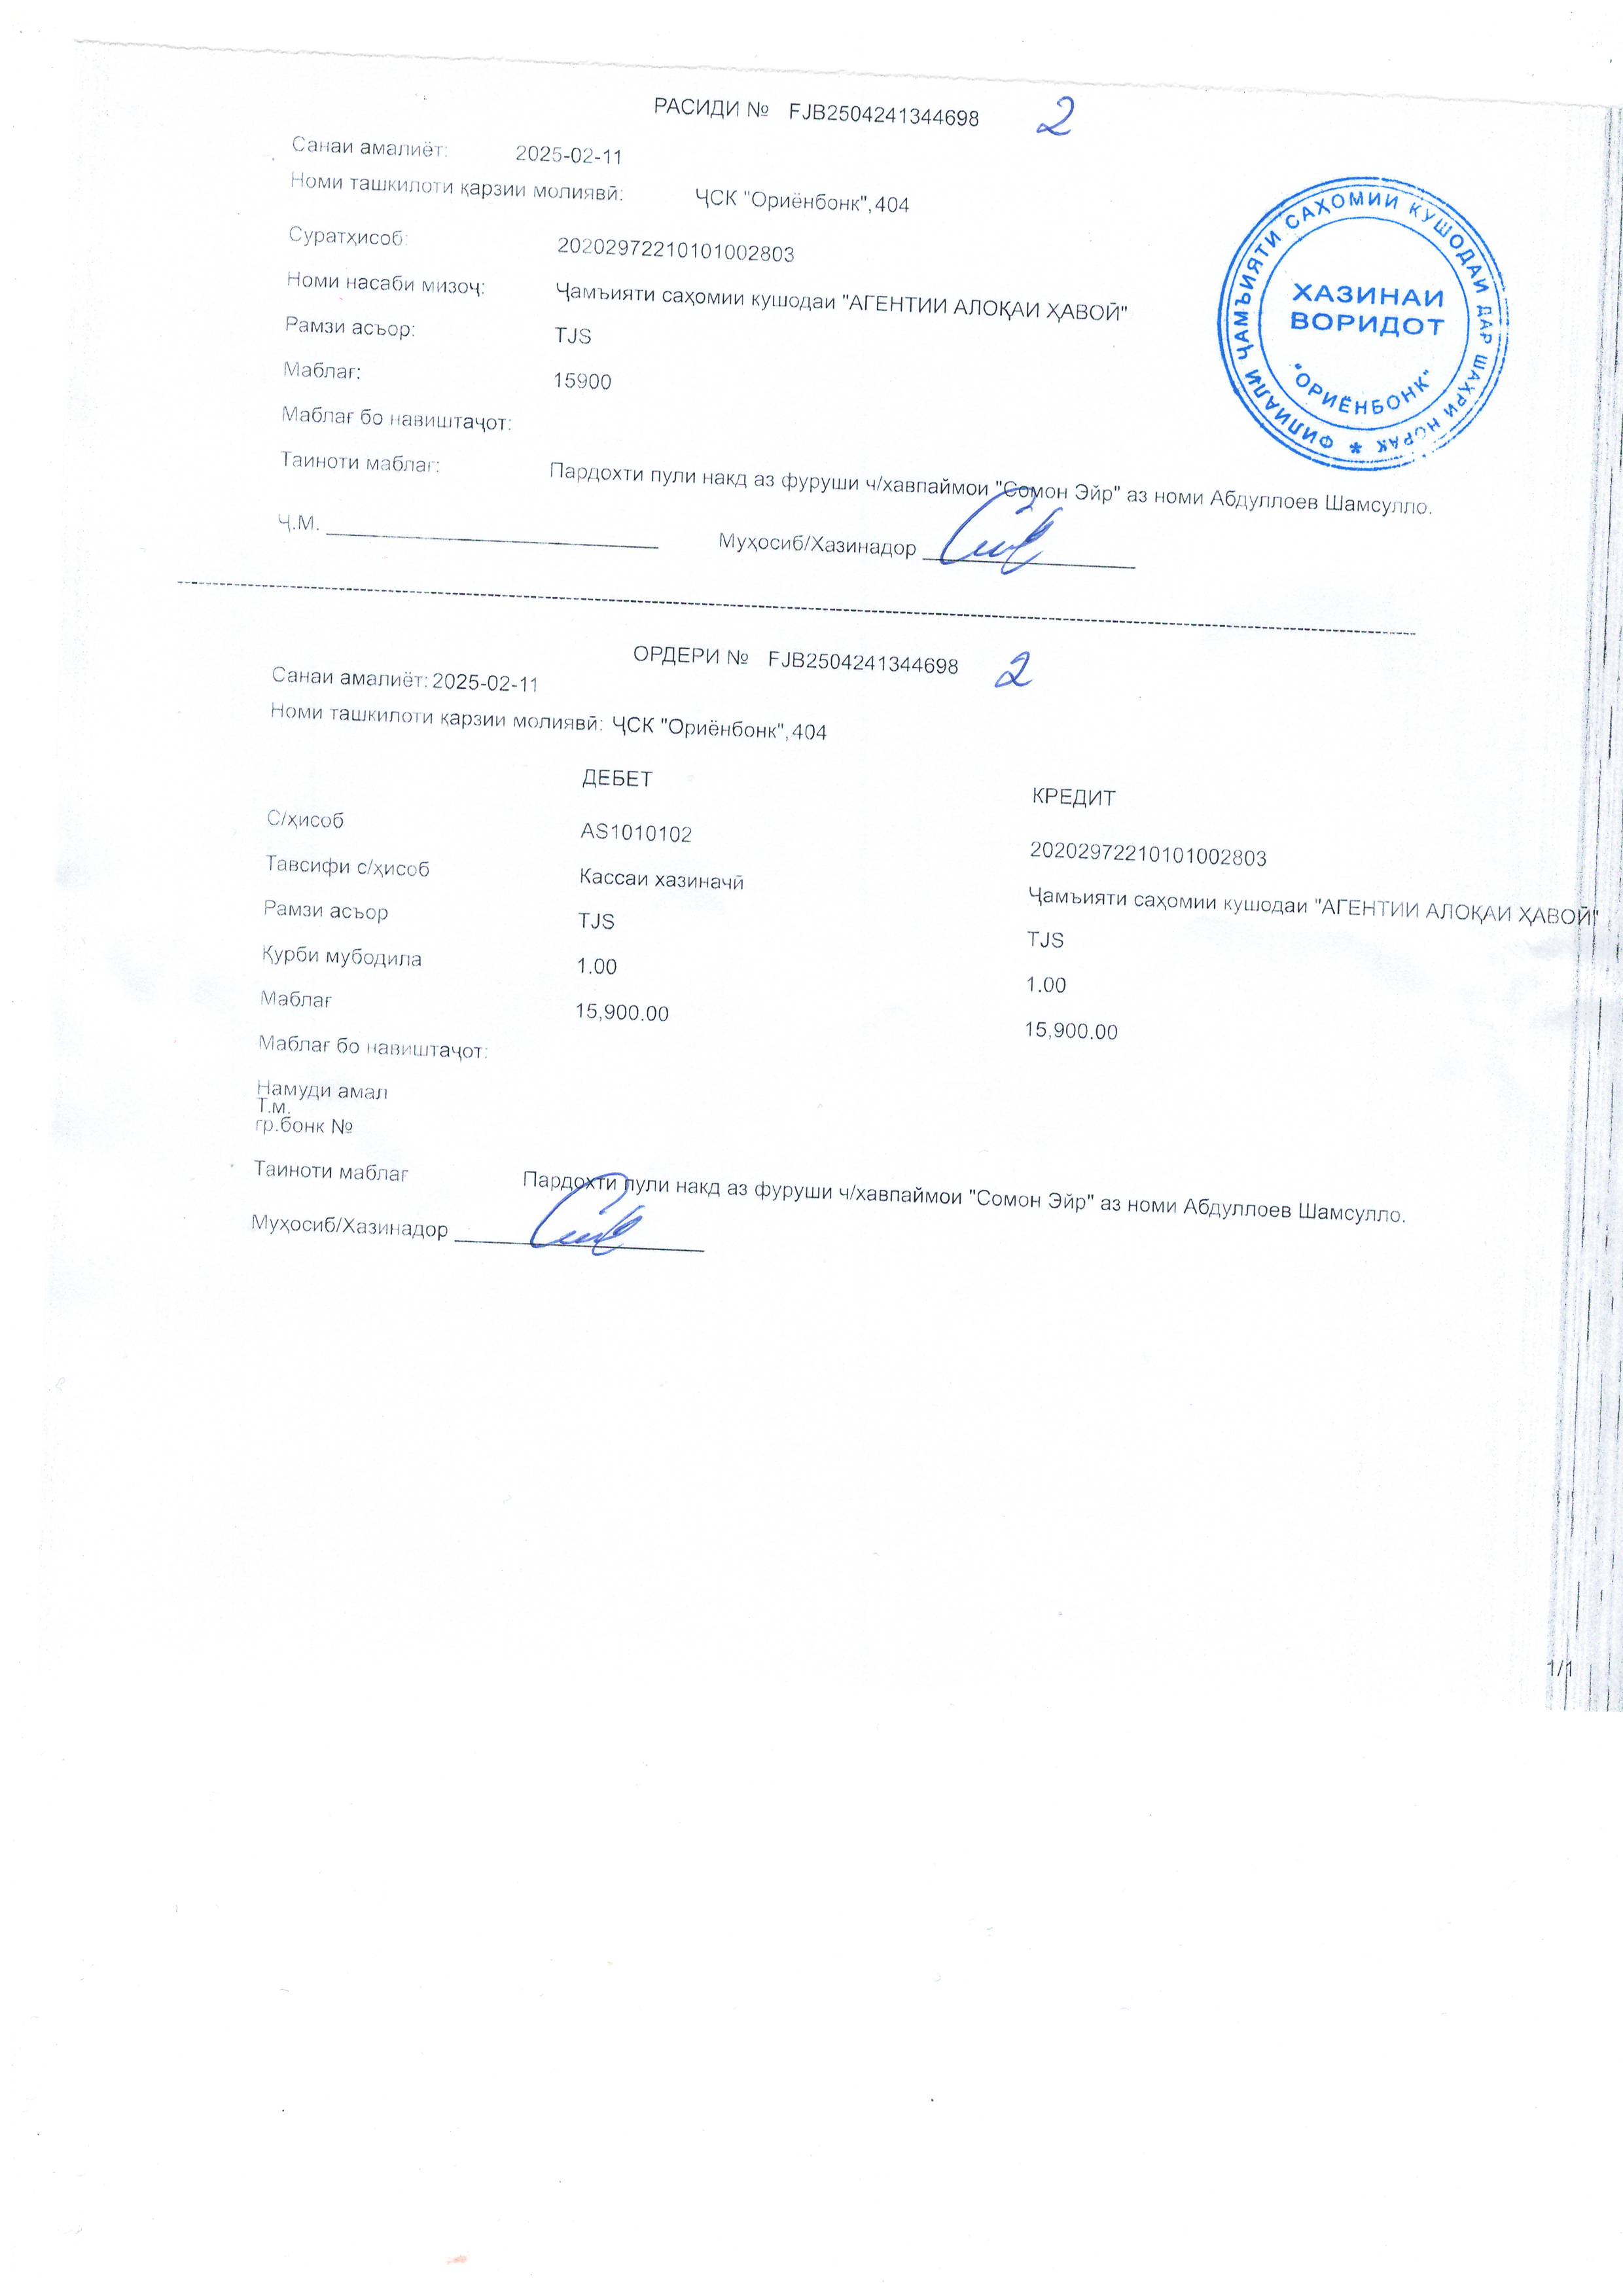 РАСИДИ № FJB2504241344698 2
Санаи амалиёт: 2025-02-11
Номи ташкилоти қарзии молиявӣ: ҶСК "Ориёнбонк",404
Суратҳисоб: 20202972210101002803
Номи насаби мизоҷ: Ҷамъияти саҳомии кушодаи "АГЕНТИИ АЛОҚАИ ҲАВОӢ"
Рамзи асъор: TJS
Маблағ: 15900
Маблағ бо навиштаҷот:
Таиноти маблағ: Пардохти пули накд аз фуруши ч/хавпаймои "Сомон Эйр" аз номи Абдуллоев Шамсулло.
Ҷ.М. Муҳосиб/Хазинадор
ФИЛИАЛИ ҶАМЪИЯТИ САҲОМИИ КУШОДАИ ДАР ШАҲРИ НОРАК *
ХАЗИНАИ
ВОРИДОТ
"ОРИЁНБОНК"
ОРДЕРИ № FJB2504241344698 2
Санаи амалиёт: 2025-02-11
Номи ташкилоти қарзии молиявӣ: ҶСК "Ориёнбонк",404
ДЕБЕТ КРЕДИТ
С/ҳисоб AS1010102 20202972210101002803
Тавсифи с/ҳисоб Кассаи хазиначӣ Ҷамъияти саҳомии кушодаи "АГЕНТИИ АЛОҚАИ ҲАВОӢ"
Рамзи асъор TJS TJS
Қурби мубодила 1.00 1.00
Маблағ 15,900.00 15,900.00
Маблағ бо навиштаҷот:
Намуди амал
Т.м.
гр.бонк №
Таиноти маблағ Пардохти пули накд аз фуруши ч/хавпаймои "Сомон Эйр" аз номи Абдуллоев Шамсулло.
Муҳосиб/Хазинадор
1/1